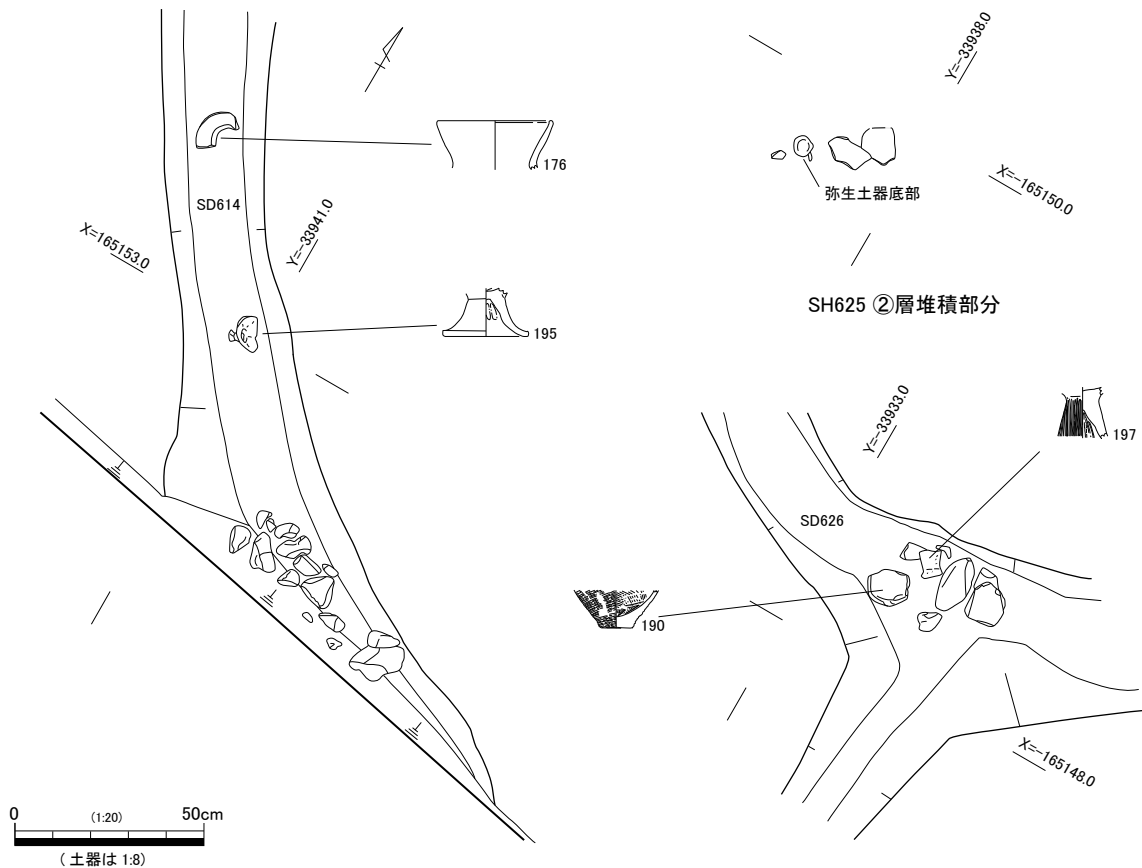 176
SD614
X=165153.0
Y=-33941.0
195
0
(1:20)
50cm
(土器は 1:8)
Y=-33938.0
弥生土器底部
X=-165150.0
SH625 ②層堆積部分
Y=-33933.0
197
SD626
190
X=-165148.0